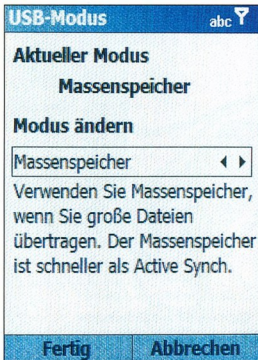 USB-Modus abc
Aktueller Modus
Massenspeicher
Modus ändern
Massenspeicher
Verwenden Sie Massenspeicher,
wenn Sie große Dateien
übertragen. Der Massenspeicher
ist schneller als Active Synch.
Fertig Abbrechen